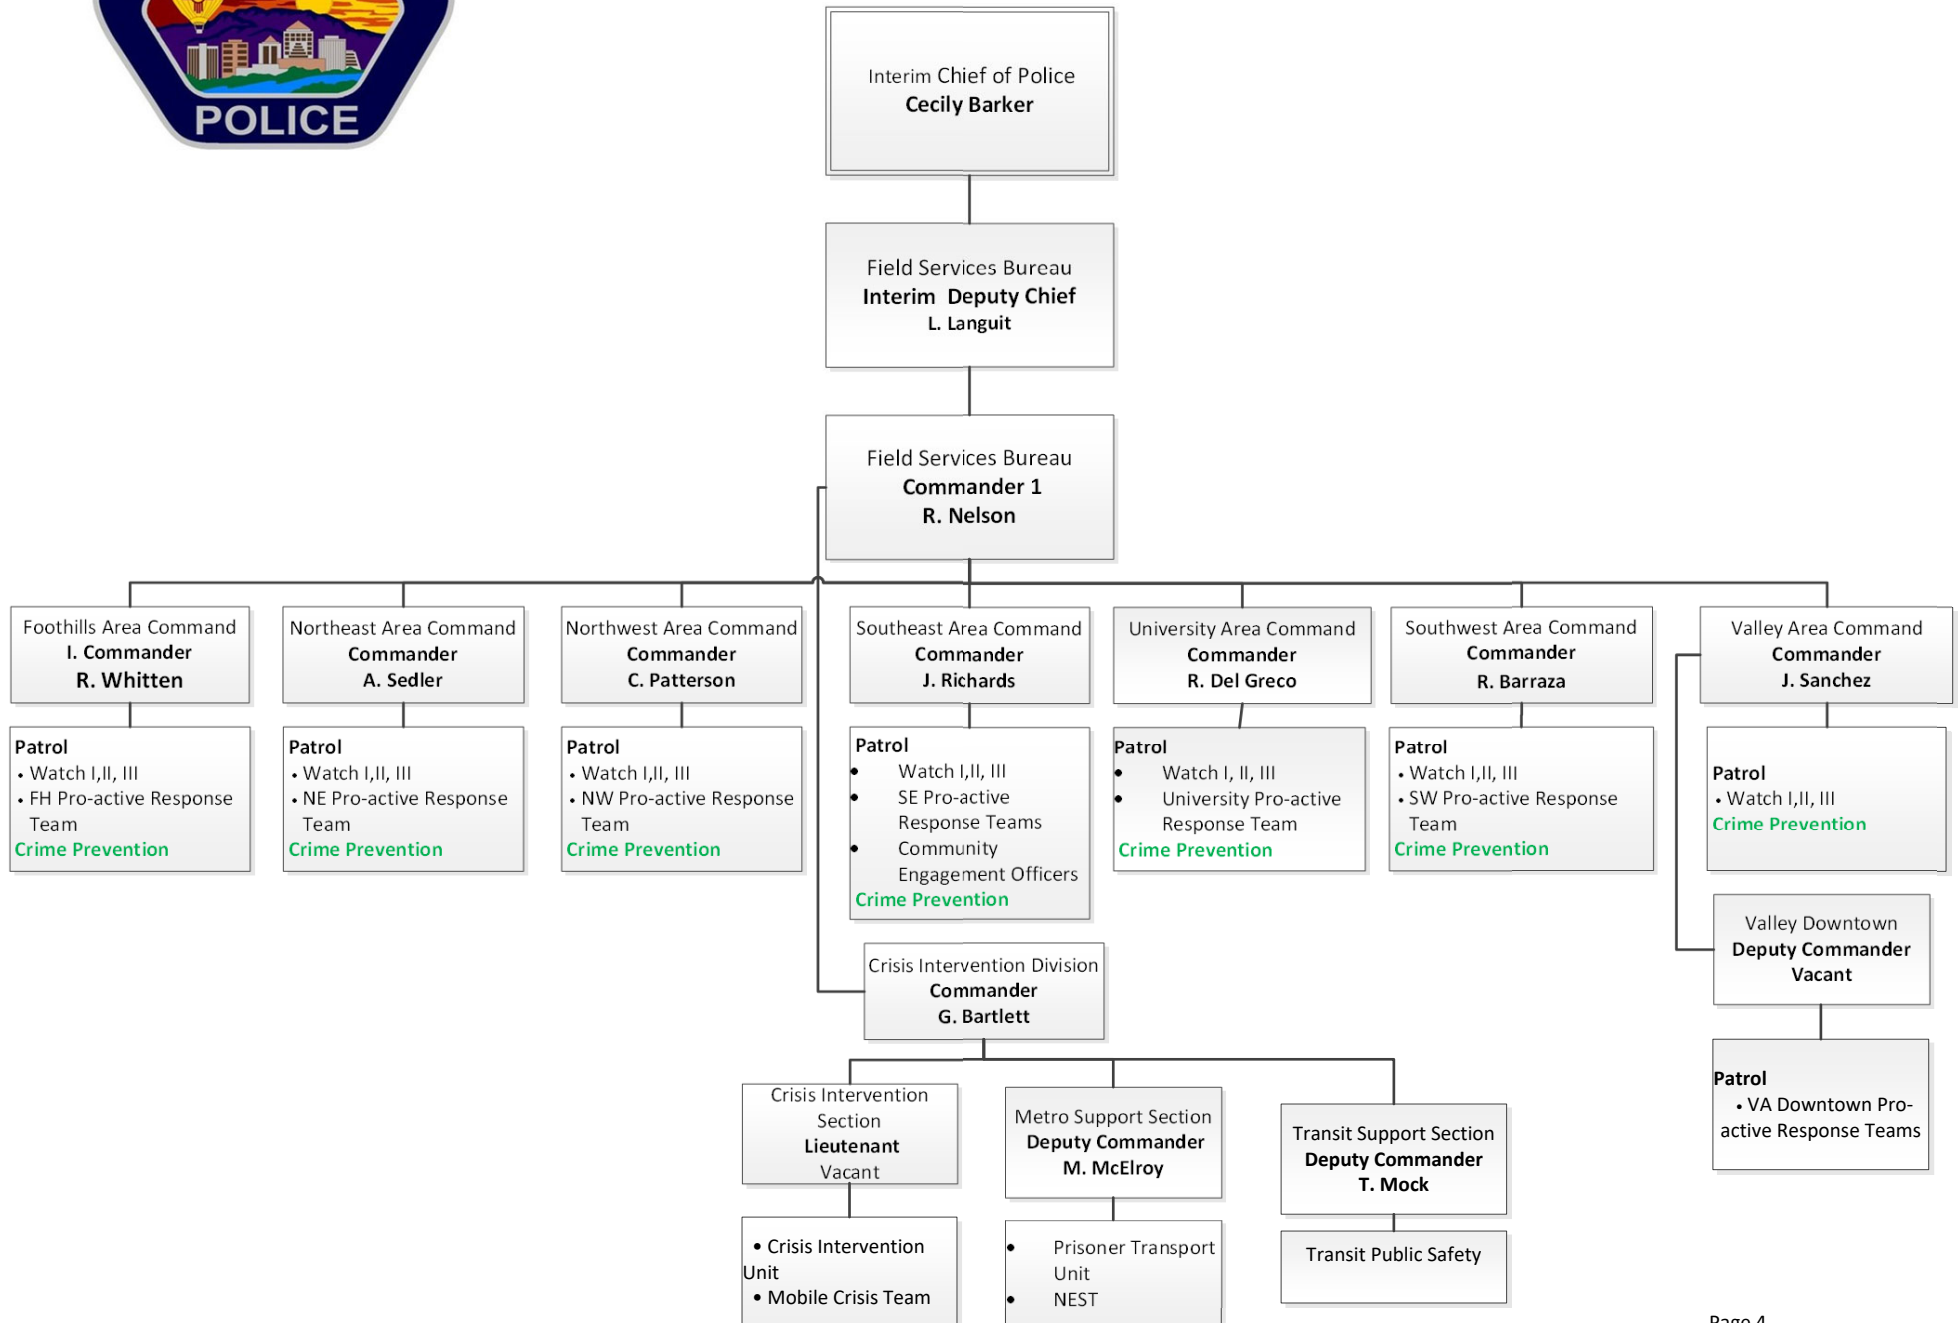 POLICE
Interim Chief of Police
Cecily Barker
Field Services Bureau
Interim  Deputy Chief
L. Languit
Field Services Bureau
Commander 1
R. Nelson
Foothills Area Command
I. Commander
R. Whitten
Northeast Area Command
Commander
A. Sedler
Northwest Area Command
Commander
C. Patterson
Southeast Area Command
Commander
J. Richards
University Area Command
Commander
R. Del Greco
Southwest Area Command
Commander
R. Barraza
Valley Area Command
Commander
J. Sanchez
Patrol
• Watch I,II, III
• FH Pro-active Response
Team
Crime Prevention
Patrol
• Watch I,II, III
• NE Pro-active Response
Team
Crime Prevention
Patrol
• Watch I,II, III
• NW Pro-active Response
Team
Crime Prevention
Patrol
• Watch I,II, III
• SE Pro-active
Response Teams
• Community
Engagement Officers
Crime Prevention
Patrol
• Watch I, II, III
• University Pro-active
Response Team
Crime Prevention
Patrol
• Watch I,II, III
• SW Pro-active Response
Team
Crime Prevention
Patrol
• Watch I,II, III
Crime Prevention
Valley Downtown
Deputy Commander
Vacant
Crisis Intervention Division
Commander
G. Bartlett
Patrol
• VA Downtown Pro-
active Response Teams
Crisis Intervention
Section
Lieutenant
Vacant
Metro Support Section
Deputy Commander
M. McElroy
Transit Support Section
Deputy Commander
T. Mock
• Crisis Intervention
Unit
• Mobile Crisis Team
• Prisoner Transport
Unit
• NEST
Transit Public Safety
Page 4